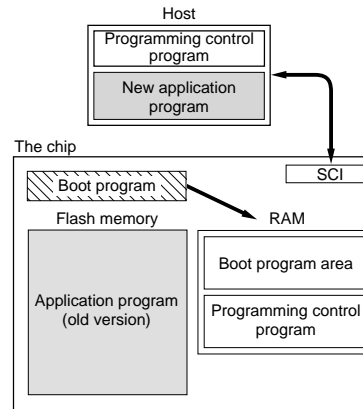 Host
Programming control
program
New application
program
The chip
SCI
Boot program
Flash memory
RAM
Application program
(old version)
Boot program area
Programming control
program